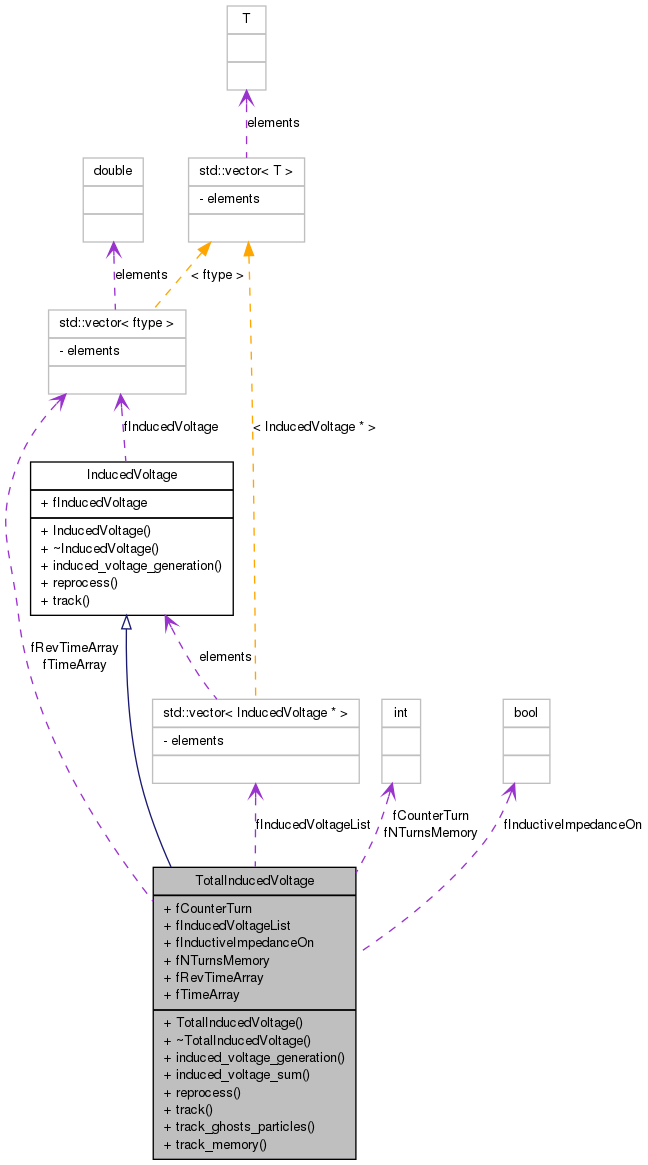 T
elements
double
std::vector< T >
- elements
elements
< ftype >
std::vector< ftype >
- elements
fInducedVoltage
< InducedVoltage * >
InducedVoltage
+ fInducedVoltage
+ InducedVoltage()
+ ~InducedVoltage()
+ induced_voltage_generation()
+ reprocess()
+ track()
fRevTimeArray
fTimeArray
elements
std::vector< InducedVoltage * >
- elements
int
bool
fInducedVoltageList
fCounterTurn
fNTurnsMemory
fInductiveImpedanceOn
TotalInducedVoltage
+ fCounterTurn
+ fInducedVoltageList
+ fInductiveImpedanceOn
+ fNTurnsMemory
+ fRevTimeArray
+ fTimeArray
+ TotalInducedVoltage()
+ ~TotalInducedVoltage()
+ induced_voltage_generation()
+ induced_voltage_sum()
+ reprocess()
+ track()
+ track_ghosts_particles()
+ track_memory()